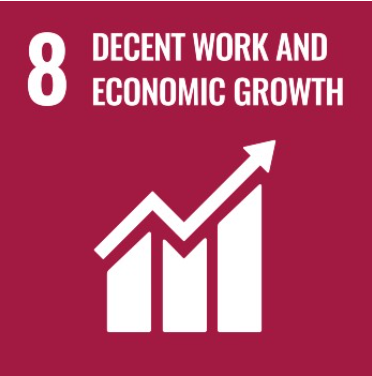 8 DECENT WORK AND
ECONOMIC GROWTH